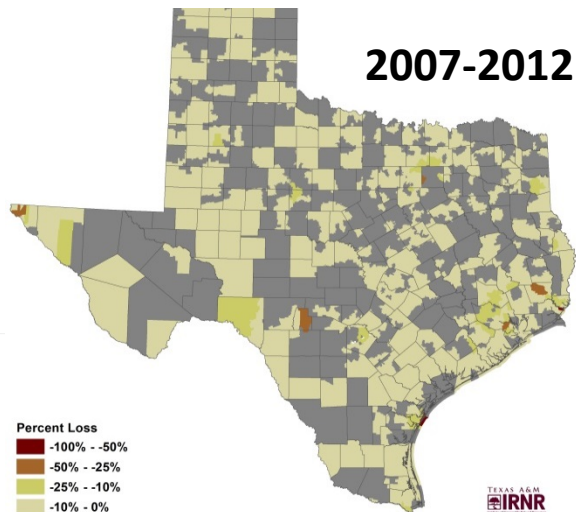 2007-2012
Percent Loss
-100% - -50%
-50% - -25%
-25% - -10%
-10% - 0%
TEXAS A&M
IRNR